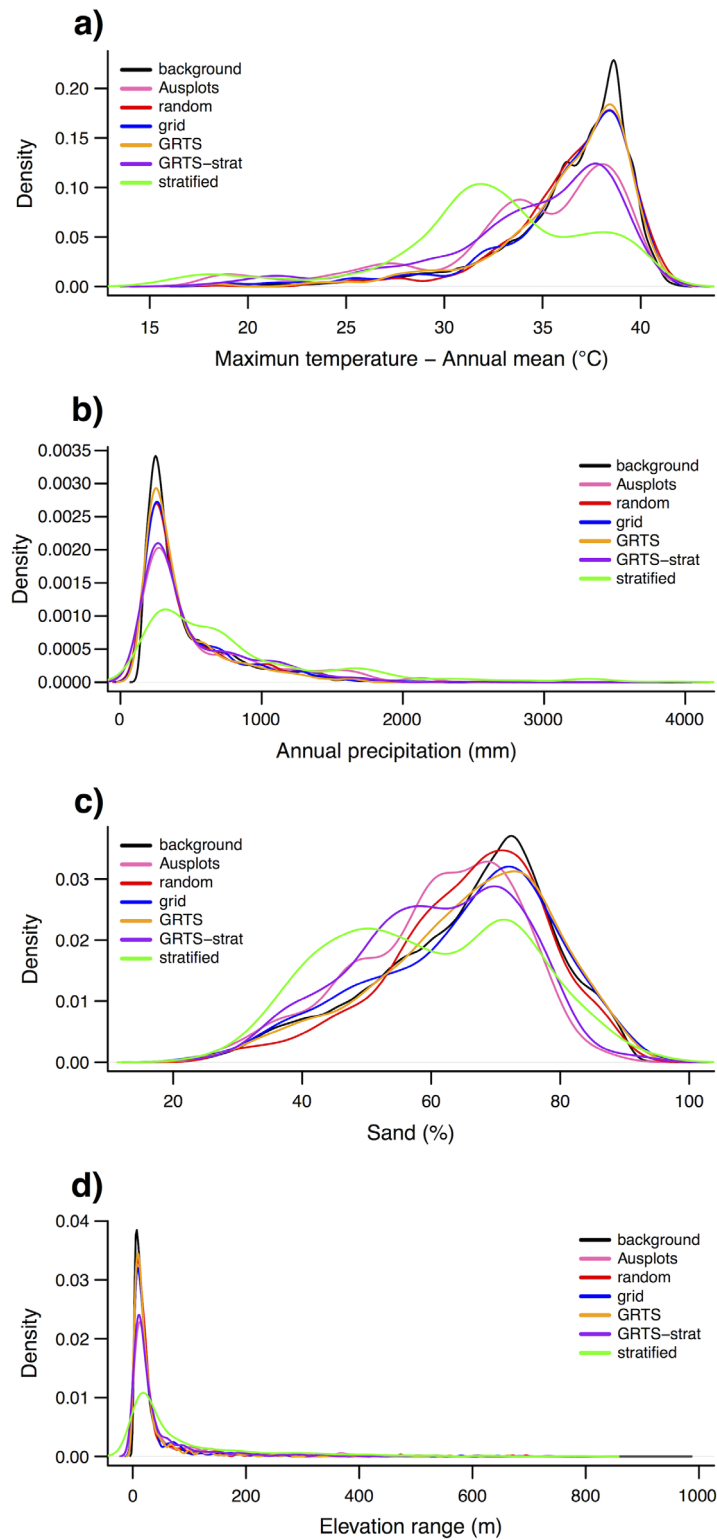 a)
background
Ausplots
random
grid
GRTS
GRTS−strat
stratified
0.20
0.15
0.10
0.05
0.00
Density
15 20 25 30 35 40
Maximun temperature − Annual mean (°C)
b)
0.0035
0.0030
0.0025
0.0020
0.0015
0.0010
0.0005
0.0000
Density
background
Ausplots
random
grid
GRTS
GRTS−strat
stratified
0 1000 2000 3000 4000
Annual precipitation (mm)
c)
background
Ausplots
random
grid
GRTS
GRTS−strat
stratified
0.03
0.02
0.01
0.00
Density
20 40 60 80 100
Sand (%)
d)
0.04
0.03
0.02
0.01
0.00
Density
background
Ausplots
random
grid
GRTS
GRTS−strat
stratified
0 200 400 600 800 1000
Elevation range (m)